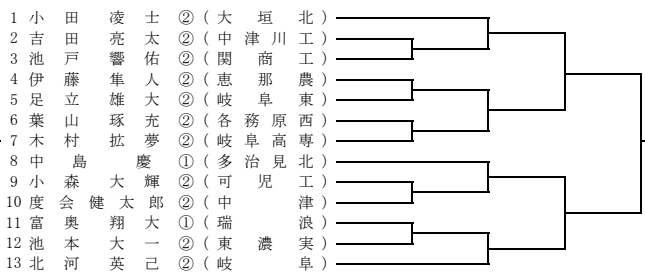 1 小田凌士 ② (大垣北)
2 吉田亮太 ② (中津川工)
3 池戸響佑 ② (関商工)
4 伊藤隼人 ② (恵那農)
5 足立雄大 ② (岐阜東)
6 葉山琢充 ② (各務原西)
7 木村拡夢 ② (岐阜高専)
8 中島慶 ① (多治見北)
9 小森大輝 ② (可児工)
10 度会健太郎 ② (中津)
11 富奥翔大 ① (瑞浪)
12 池本大一 ② (東濃実)
13 北河英己 ② (岐阜)